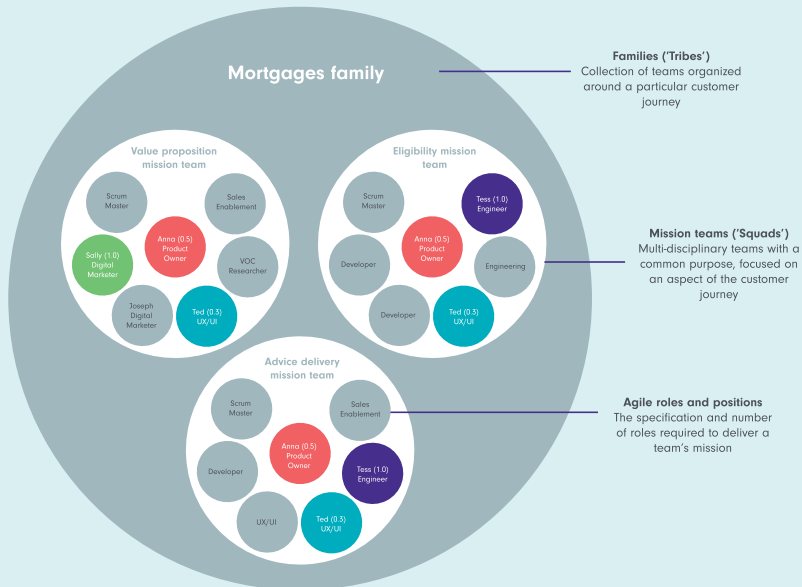 Mortgages family
Families (‘Tribes’)
Collection of teams organized
around a particular customer
journey
Value proposition
mission team
Scrum
Master
Sales
Enablement
Anna (0.5)
Product
Owner
Sally (1.0)
Digital
Marketer
VOC
Researcher
Joseph
Digital
Marketer
Ted (0.3)
UX/UI
Eligibility mission
team
Scrum
Master
Tess (1.0)
Engineer
Anna (0.5)
Product
Owner
Developer
Engineering
Developer
Ted (0.3)
UX/UI
Mission teams (‘Squads’)
Multi-disciplinary teams with a
common purpose, focused on
an aspect of the customer
journey
Advice delivery
mission team
Scrum
Master
Sales
Enablement
Anna (0.5)
Product
Owner
Developer
Tess (1.0)
Engineer
UX/UI
Ted (0.3)
UX/UI
Agile roles and positions
The specification and number
of roles required to deliver a
team’s mission